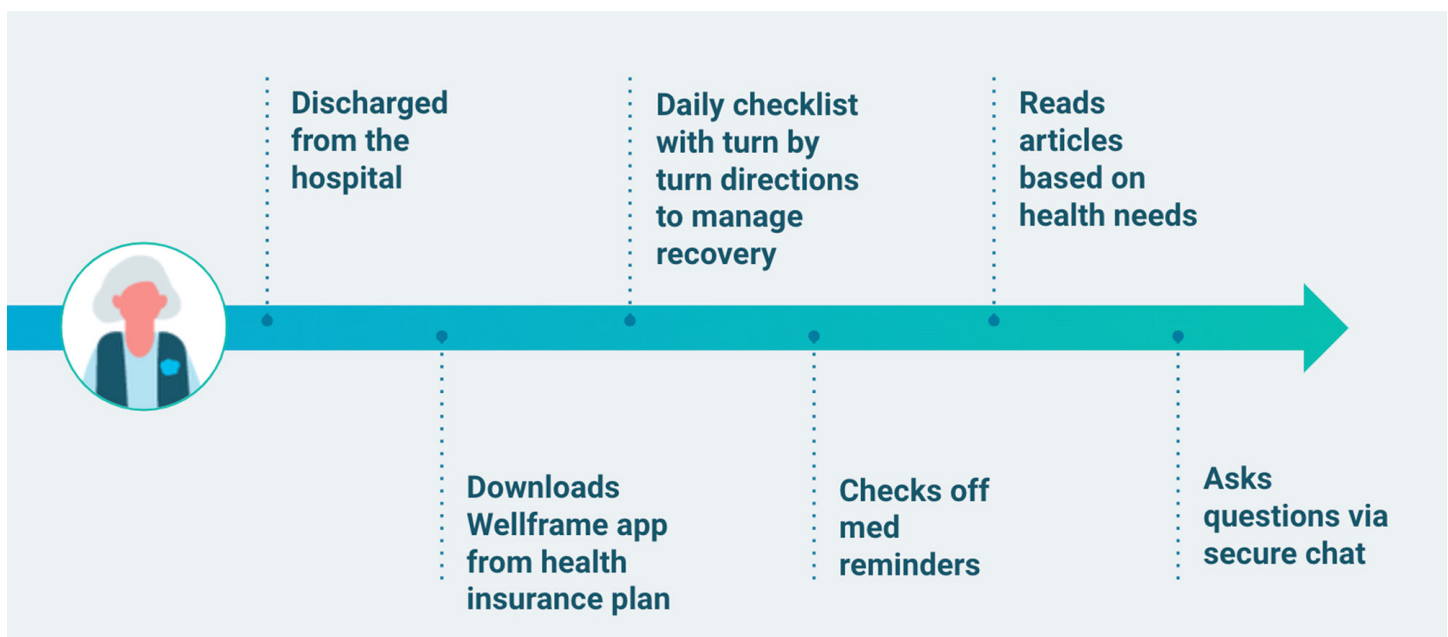 Discharged
from the
hospital
Downloads
Wellframe app
from health
insurance plan
Daily checklist
with turn by
turn directions
to manage
recovery
Checks off
med
reminders
Reads
articles
based on
health needs
Asks
questions via
secure chat